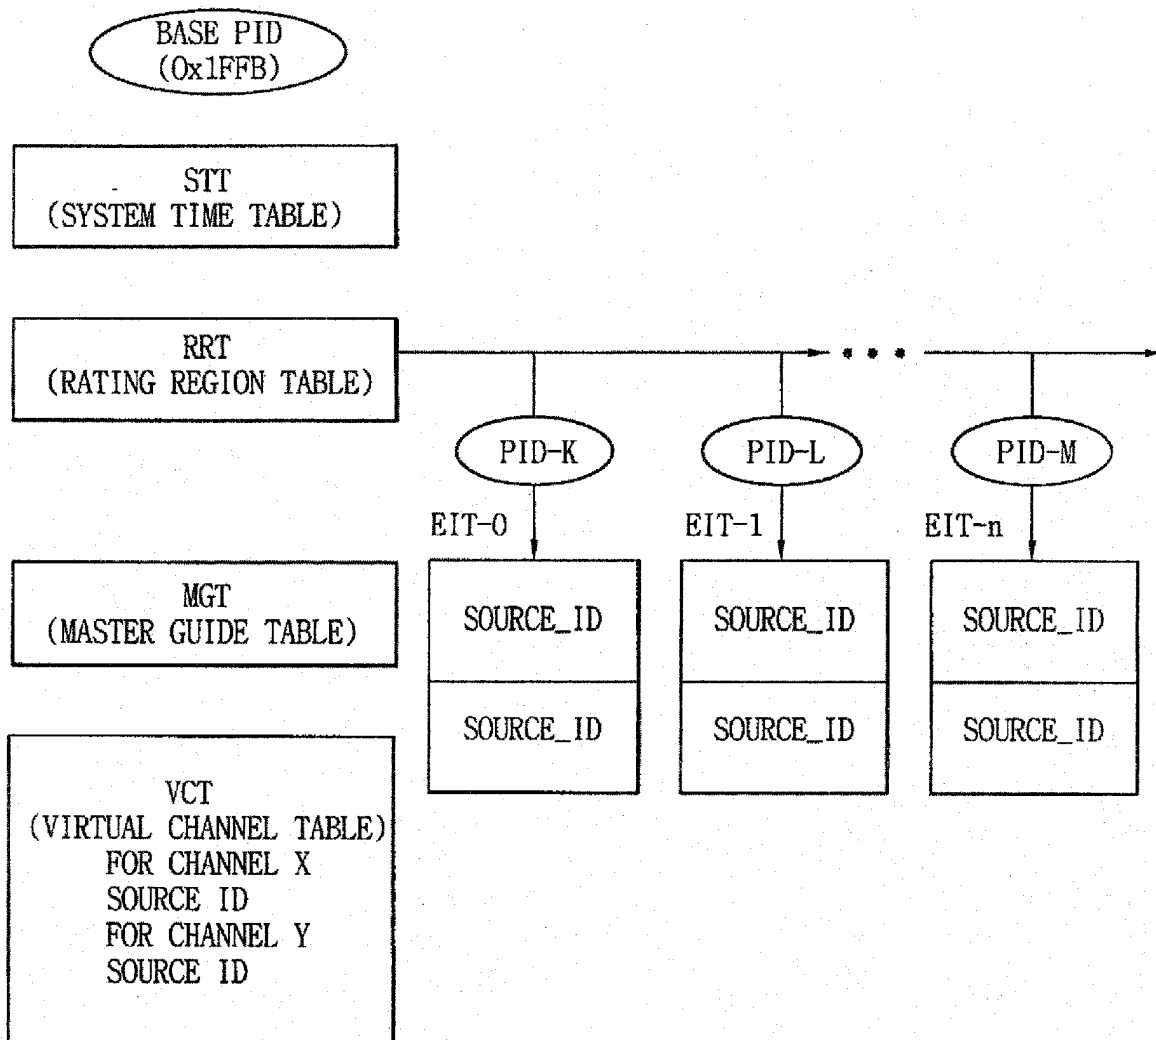 BASE PID
(0x1FFB)
STT
(SYSTEM TIME TABLE)
RRT
(RATING REGION TABLE)
PID-K
PID-L
PID-M
EIT-0
EIT-1
EIT-n
MGT
(MASTER GUIDE TABLE)
SOURCE_ID
SOURCE_ID
SOURCE_ID
SOURCE_ID
SOURCE_ID
SOURCE_ID
VCT
(VIRTUAL CHANNEL TABLE)
FOR CHANNEL X
SOURCE ID
FOR CHANNEL Y
SOURCE ID